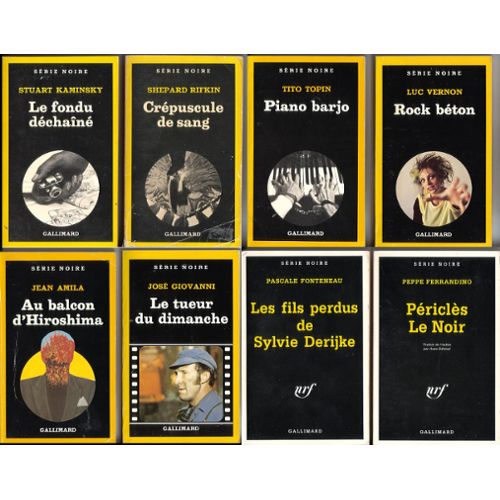 SÉRIE NOIRE
STUART KAMINSKY
Le fondu
déchaîné
GALLIMARD
SÉRIE NOIRE
SHEPARD RIFKIN
Crépuscule
de sang
GALLIMARD
SÉRIE NOIRE
TITO TOPIN
Piano barjo
GALLIMARD
SÉRIE NOIRE
LUC VERNON
Rock béton
GALLIMARD
SÉRIE NOIRE
JEAN AMILA
Au balcon
d'Hiroshima
GALLIMARD
SÉRIE NOIRE
JOSÉ GIOVANNI
Le tueur
du dimanche
GALLIMARD
SÉRIE NOIRE
PASCALE FONTENEAU
Les fils perdus
de
Sylvie Derijke
nrf
GALLIMARD
SÉRIE NOIRE
PEPPE FERRANDINO
Périclès
Le Noir
nrf
GALLIMARD